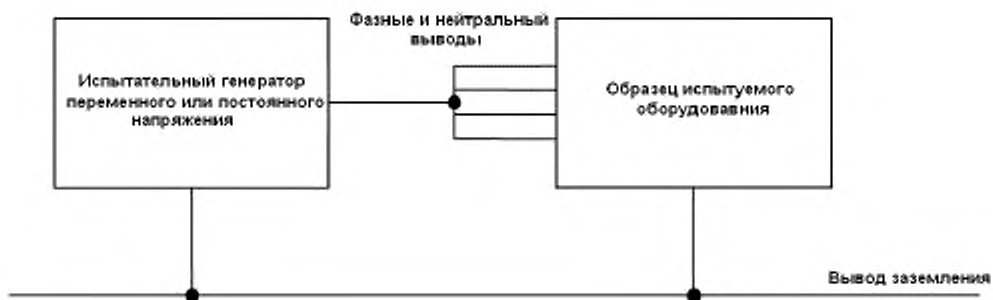 Фазные и нейтральный
выводы
Испытательный генератор
переменного или постоянного
напряжения
Образец испытуемого
оборудовавния
Вывод заземления